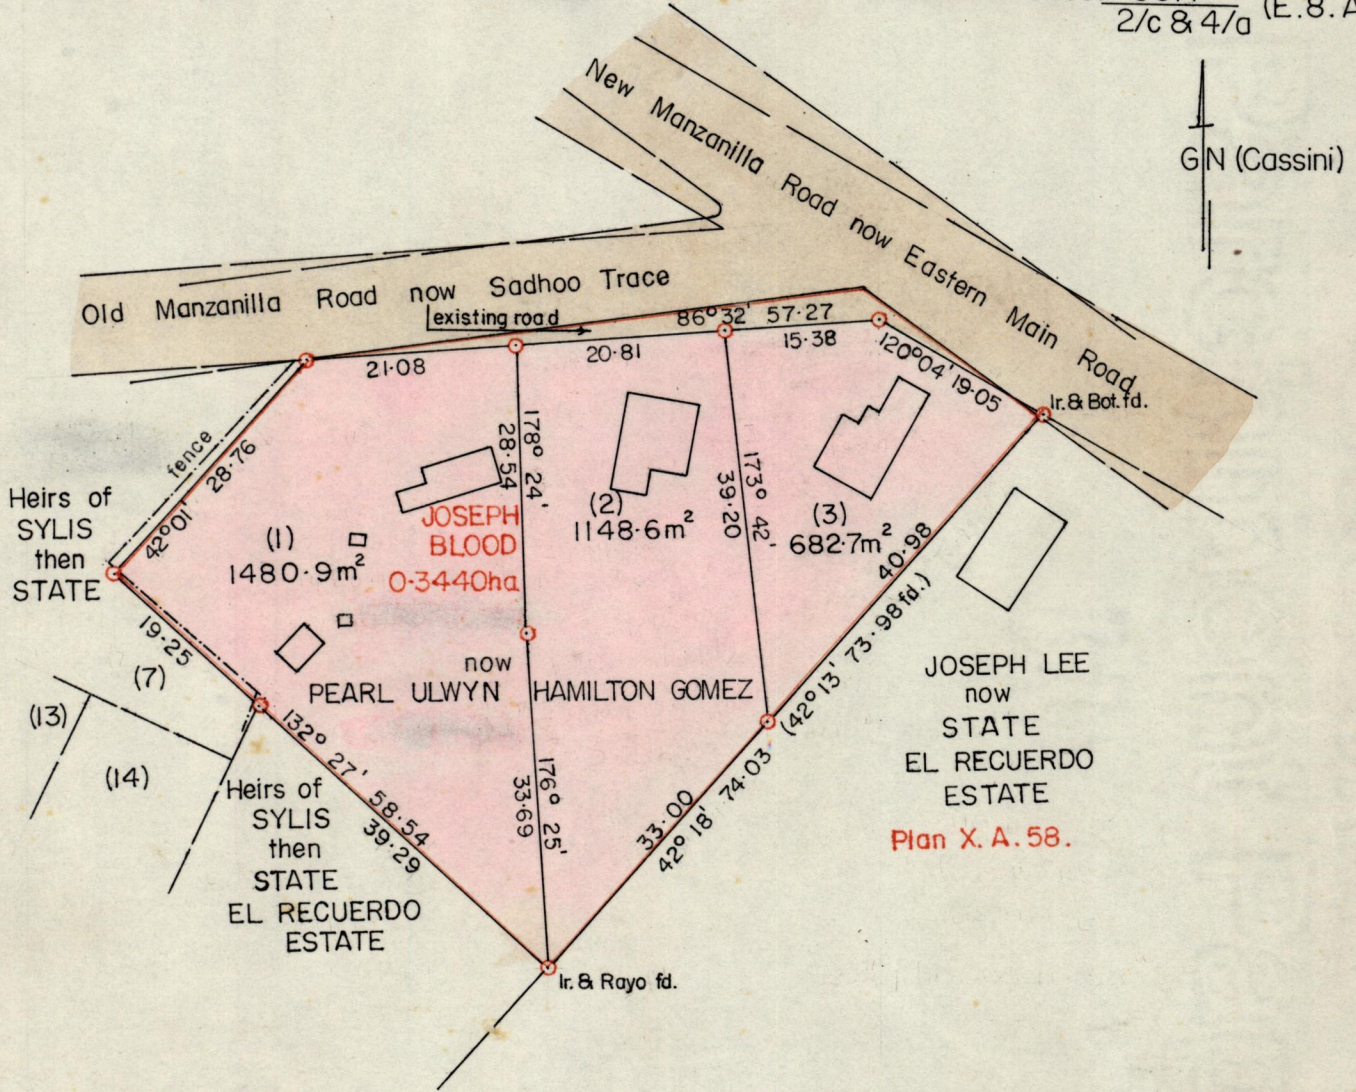 2/c & 4/a (E.8.A
GN (Cassini)
New Manzanilla Road now Eastern Main Road
Old Manzanilla Road now Sadhoo Trace
existing road
86°32' 57·27
21·08
20·81
15·38
120°04' 19·05
Ir. & Bot. fd.
fence
42°01' 28·76
178° 24'
28·54
173° 42'
39·20
Heirs of
SYLIS
then
STATE
(1)
1480·9m²
JOSEPH
BLOOD
0·3440ha
(2)
1148·6m²
(3)
682·7m²
40·98
(42° 13' 73·98 fd.)
19·25
(7)
(13)
(14)
now
PEARL ULWYN HAMILTON GOMEZ
JOSEPH LEE
now
STATE
EL RECUERDO
ESTATE
Plan X. A. 58.
132° 27' 58·54
39·29
176° 25'
33·69
33·00
42° 18' 74·03
Heirs of
SYLIS
then
STATE
EL RECUERDO
ESTATE
Ir. & Rayo fd.